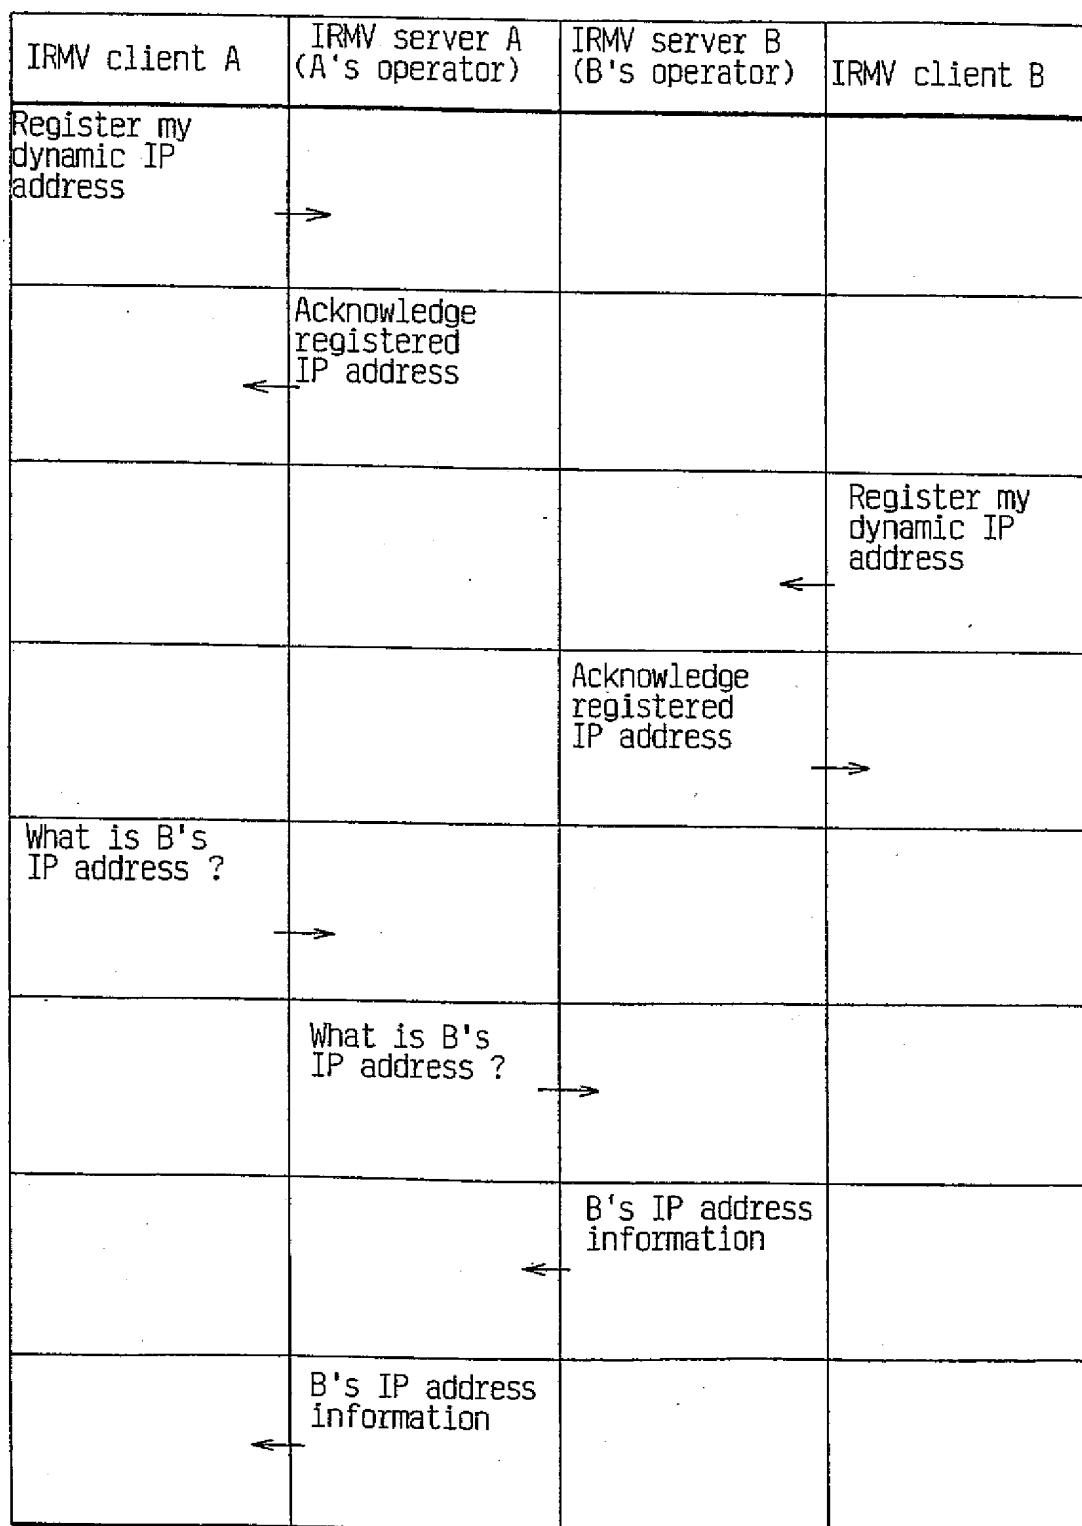 IRMV client A
IRMV server A
(A's operator)
IRMV server B
(B's operator)
IRMV client B
Register my
dynamic IP
address
Acknowledge
registered
IP address
Register my
dynamic IP
address
Acknowledge
registered
IP address
What is B's
IP address ?
What is B's
IP address ?
B's IP address
information
B's IP address
information